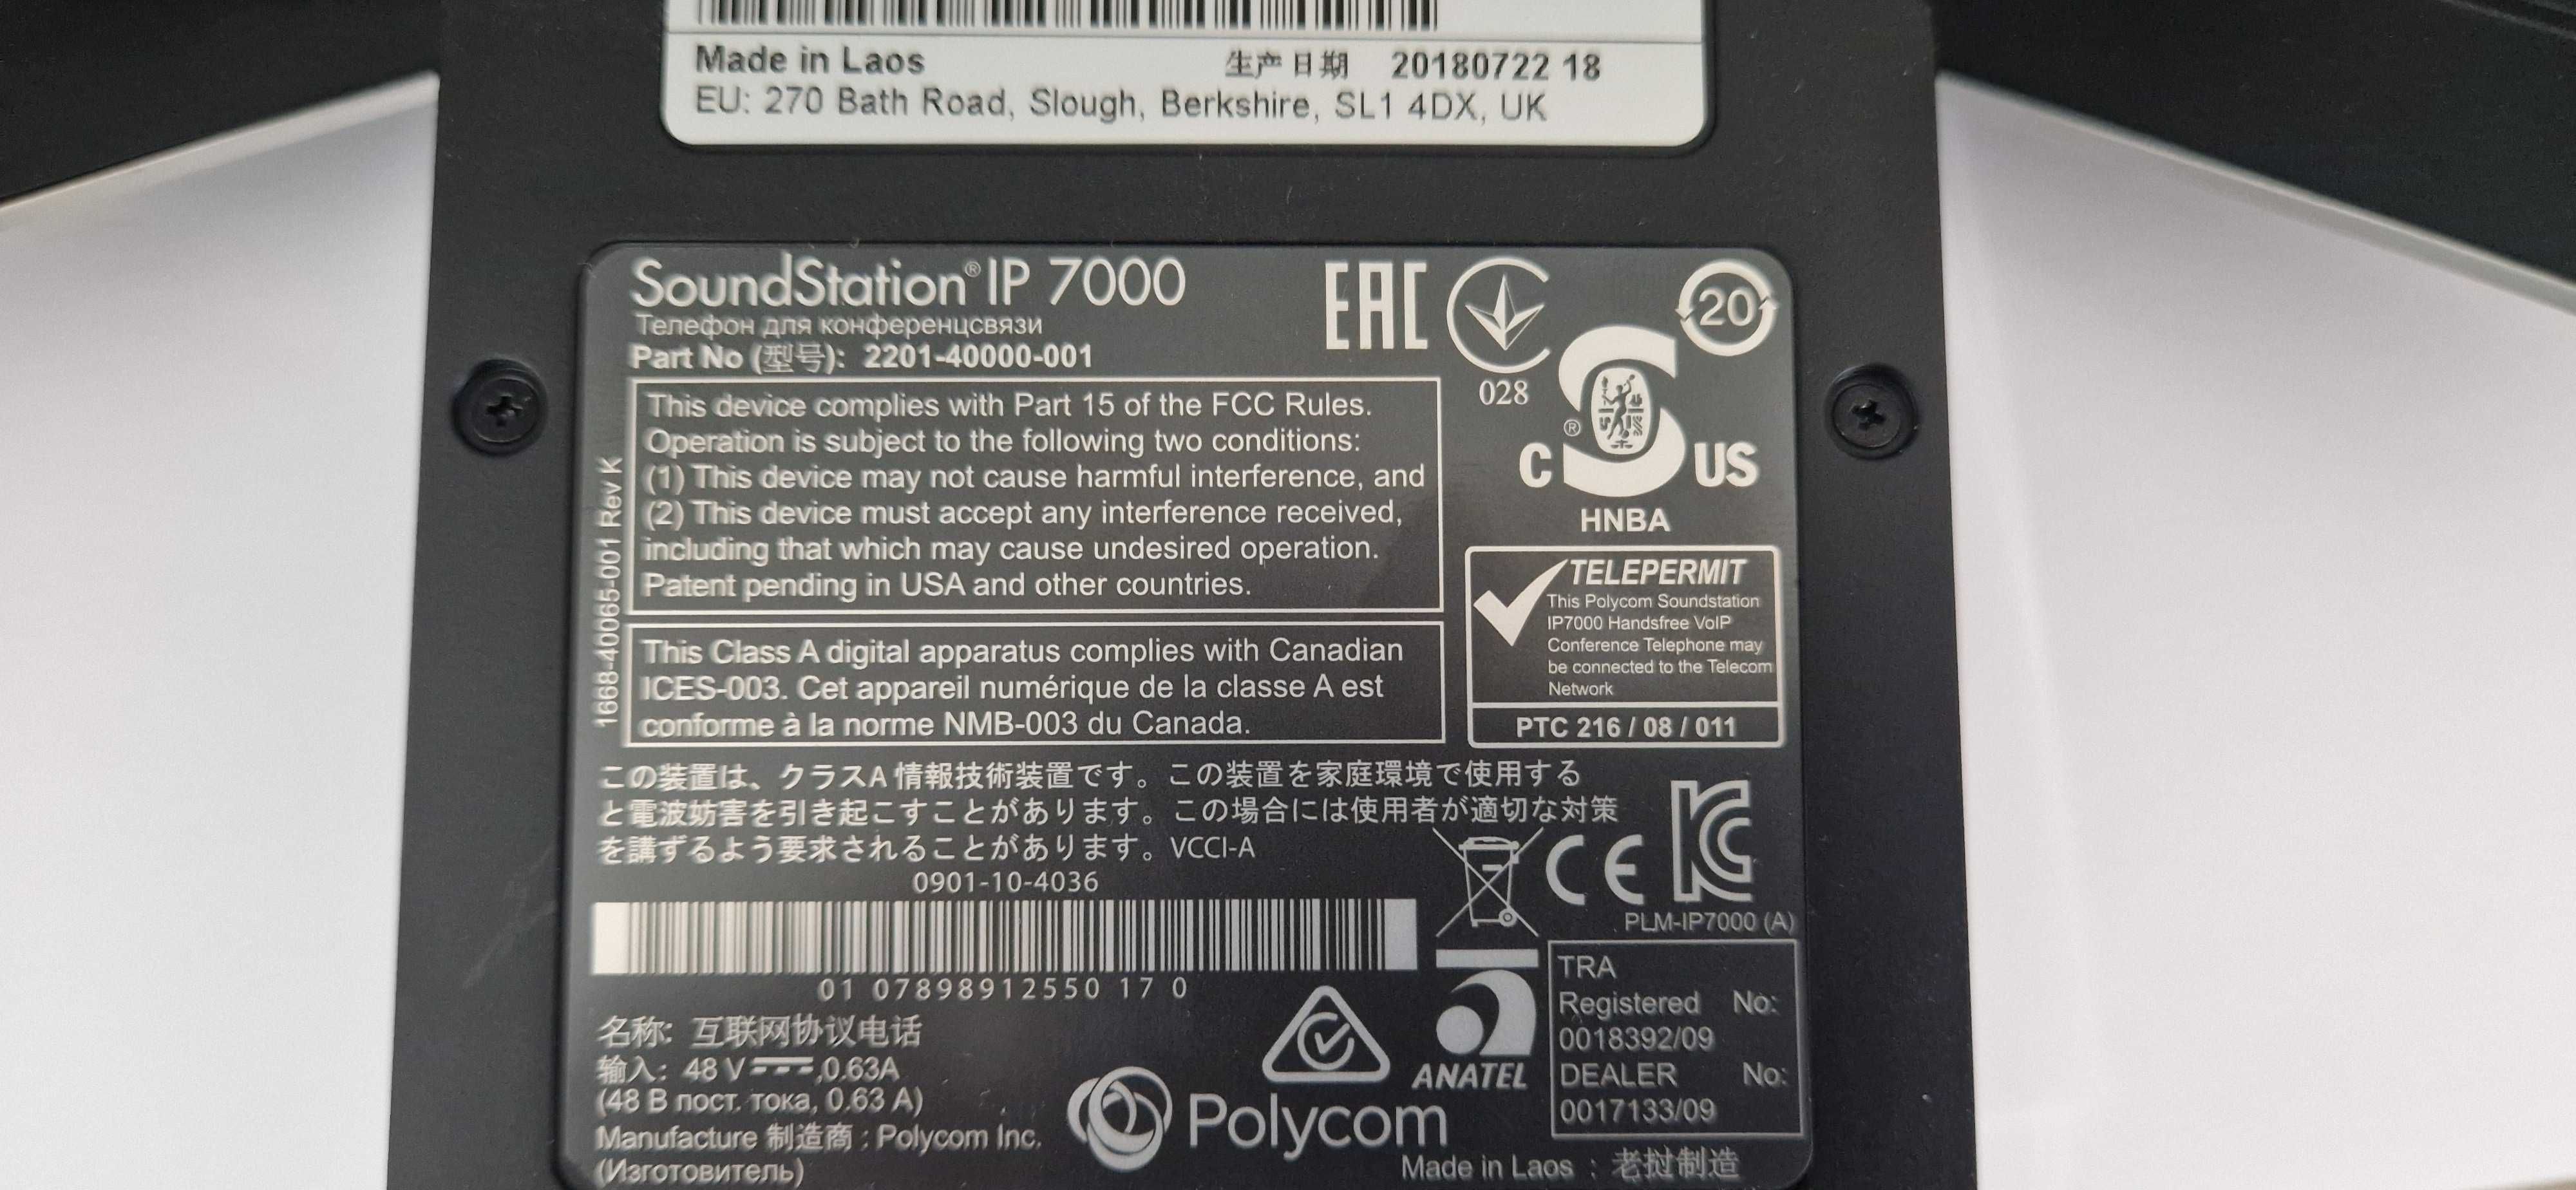 Made in Laos 生产日期 20180722 18
EU: 270 Bath Road, Slough, Berkshire, SL1 4DX, UK
SoundStation® IP 7000
Телефон для конференцсвязи
Part No (型号): 2201-40000-001
EAC
028
20
This device complies with Part 15 of the FCC Rules.
Operation is subject to the following two conditions:
(1) This device may not cause harmful interference, and
(2) This device must accept any interference received,
including that which may cause undesired operation.
Patent pending in USA and other countries.
1668-40065-001 Rev K
C S® US
HNBA
This Class A digital apparatus complies with Canadian
ICES-003. Cet appareil numérique de la classe A est
conforme à la norme NMB-003 du Canada.
TELEPERMIT
This Polycom Soundstation
IP7000 Handsfree VoIP
Conference Telephone may
be connected to the Telecom
Network
PTC 216 / 08 / 011
この装置は、クラスA情報技術装置です。この装置を家庭環境で使用する
と電波妨害を引き起こすことがあります。この場合には使用者が適切な対策
を講ずるよう要求されることがあります。VCCI-A
0901-10-4036
01 07898912550 17 0
CE
KC
PLM-IP7000 (A)
TRA
Registered No:
0018392/09
DEALER No:
0017133/09
ANATEL
名称: 互联网协议电话
输入: 48 V ,0.63A
(48 В пост. тока, 0.63 А)
Manufacture 制造商 : Polycom Inc.
(Изготовитель)
Polycom
Made in Laos : 老挝制造